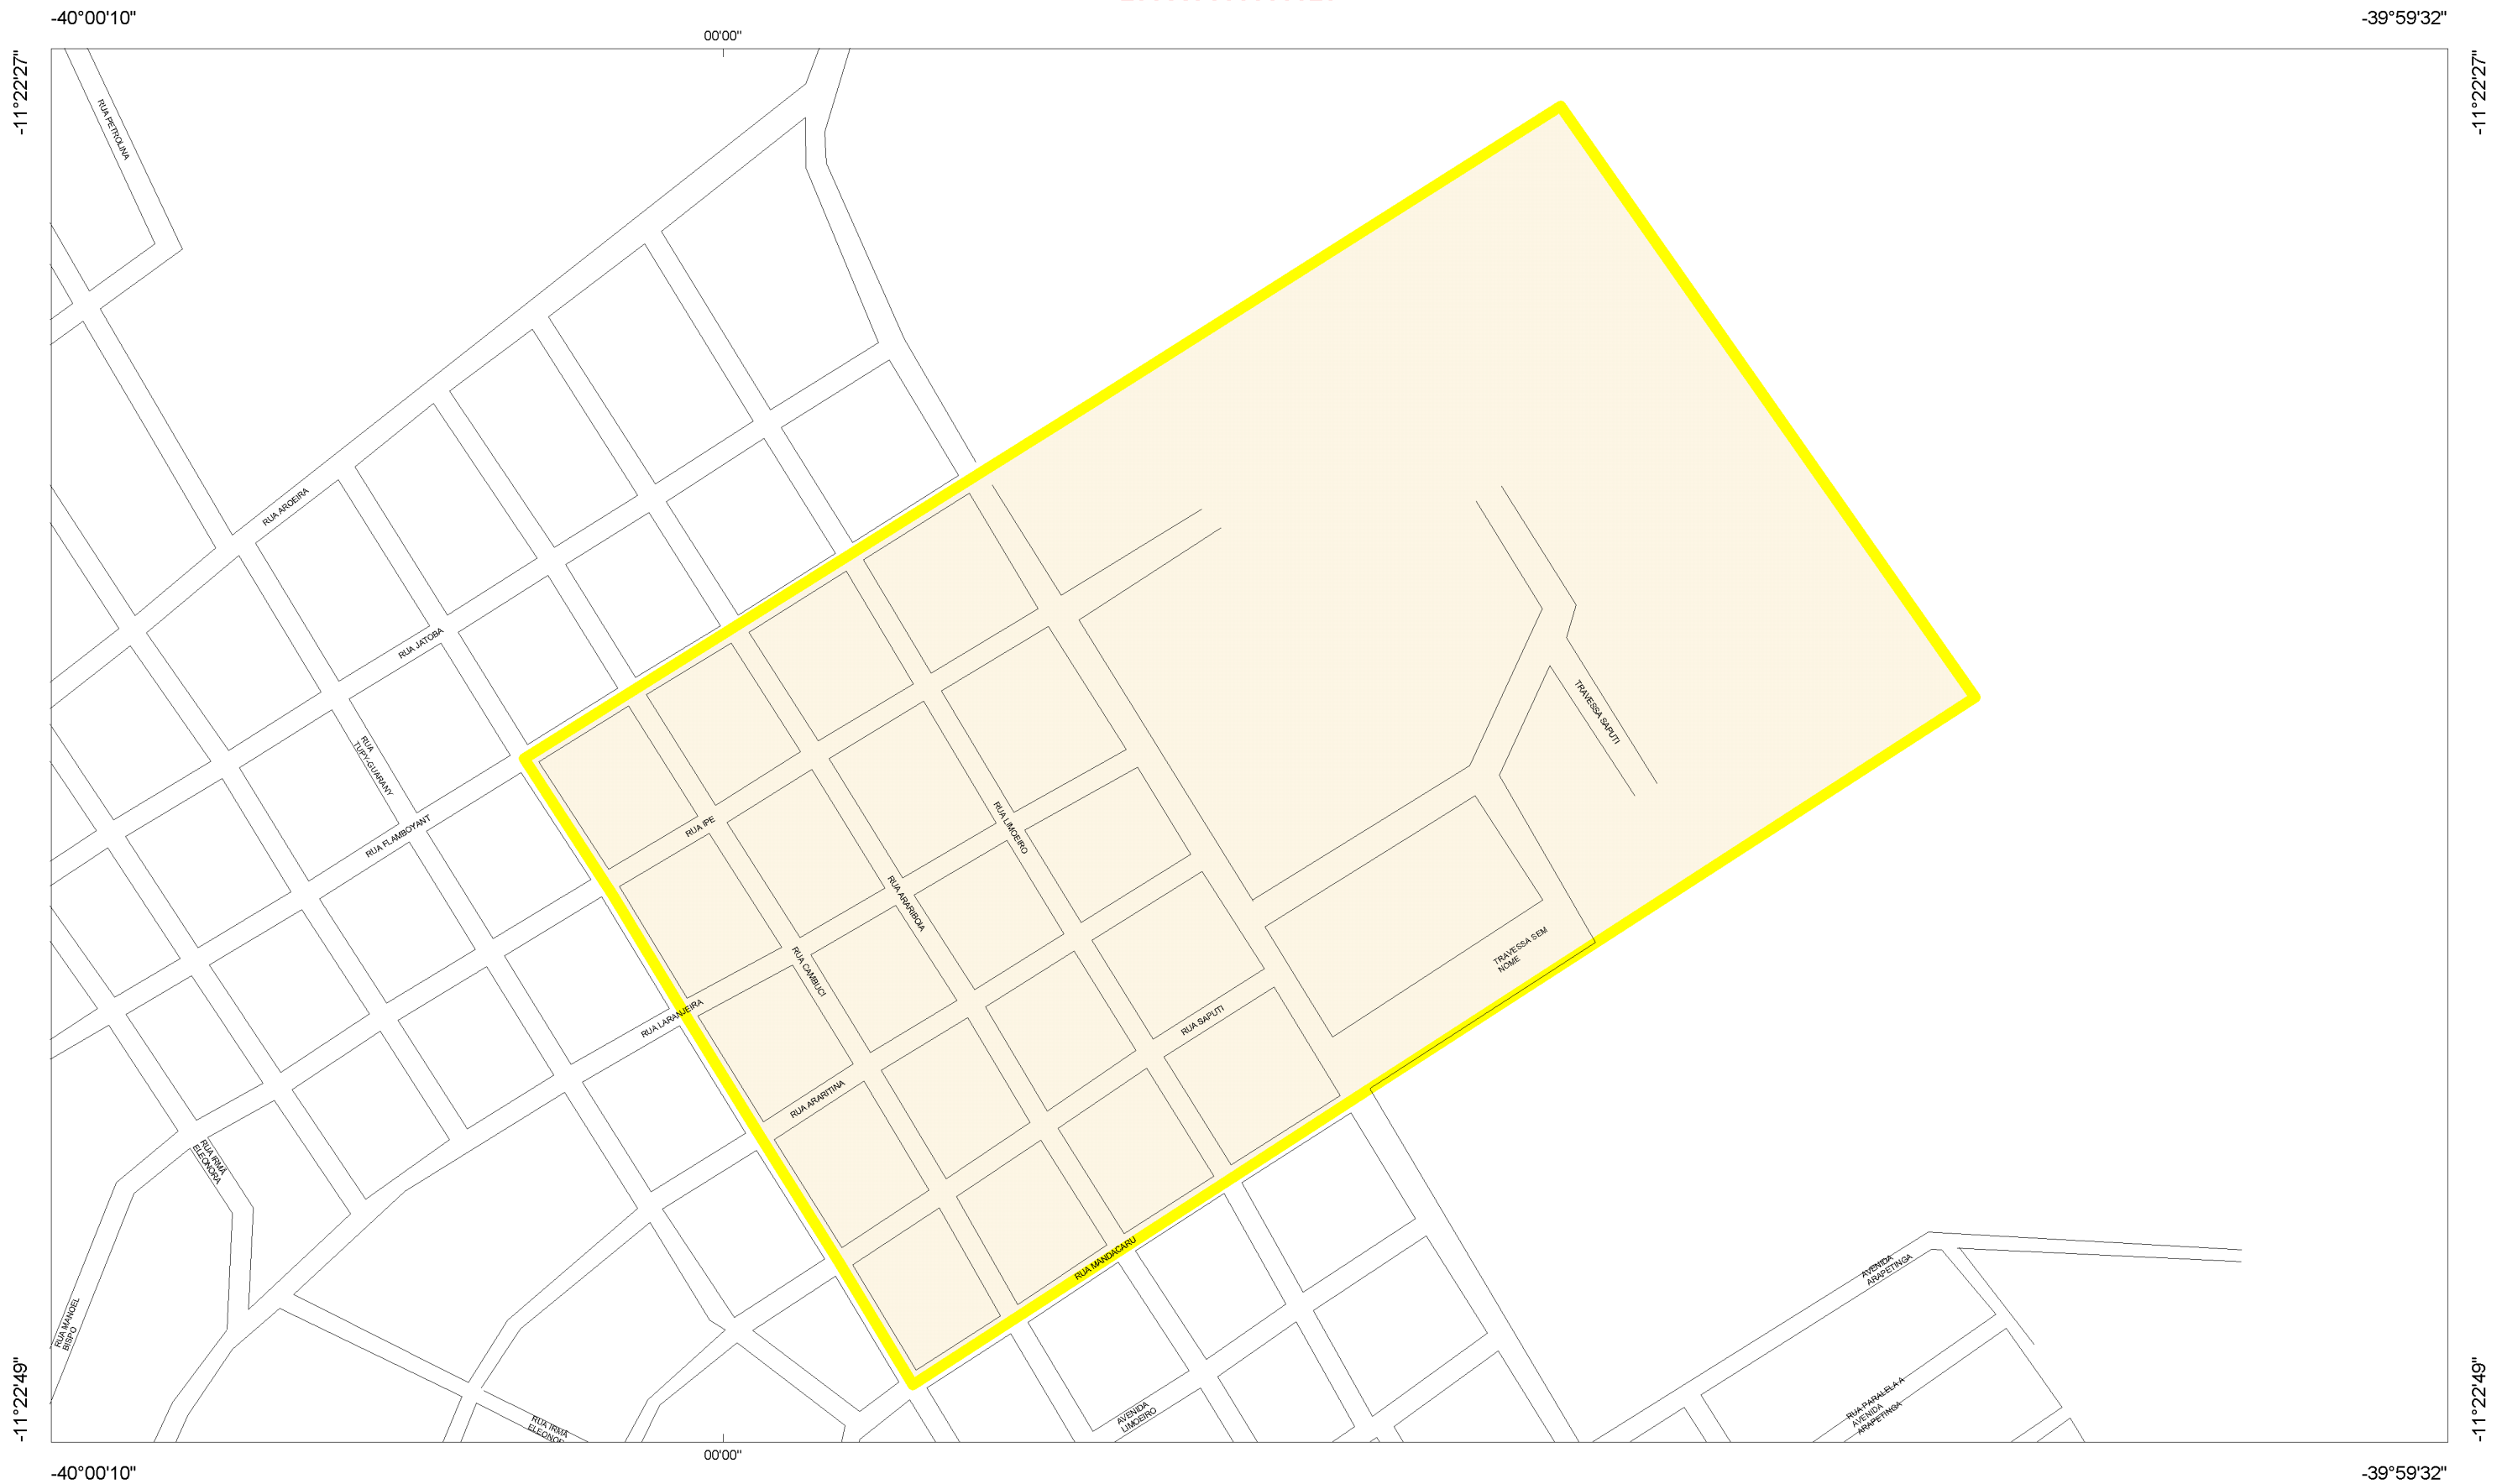 -40°00'10"
-39°59'32"
00'00"
-11°22'27"
-11°22'27"
RUA PETROLINA
RUA AROEIRA
RUA JATOBA
RUA
TUPY-GUARANY
RUA FLAMBOYANT
RUA IPE
RUA LIMOEIRO
TRAVESSA SAPUTI
RUA ARARIBOIA
RUA CAMBUCI
TRAVESSA SEM
NOME
RUA LARANJEIRA
RUA SAPUTI
RUA ARARITINA
RUA IRMÃ
ELEONORA
RUA MANDACARU
AVENIDA
ARAPETINGA
RUA MANOEL
BISPO
RUA PARALELA A
AVENIDA
ARAPETINGA
AVENIDA
LIMOEIRO
RUA IRMÃ
-11°22'49"
-11°22'49"
00'00"
-40°00'10"
-39°59'32"